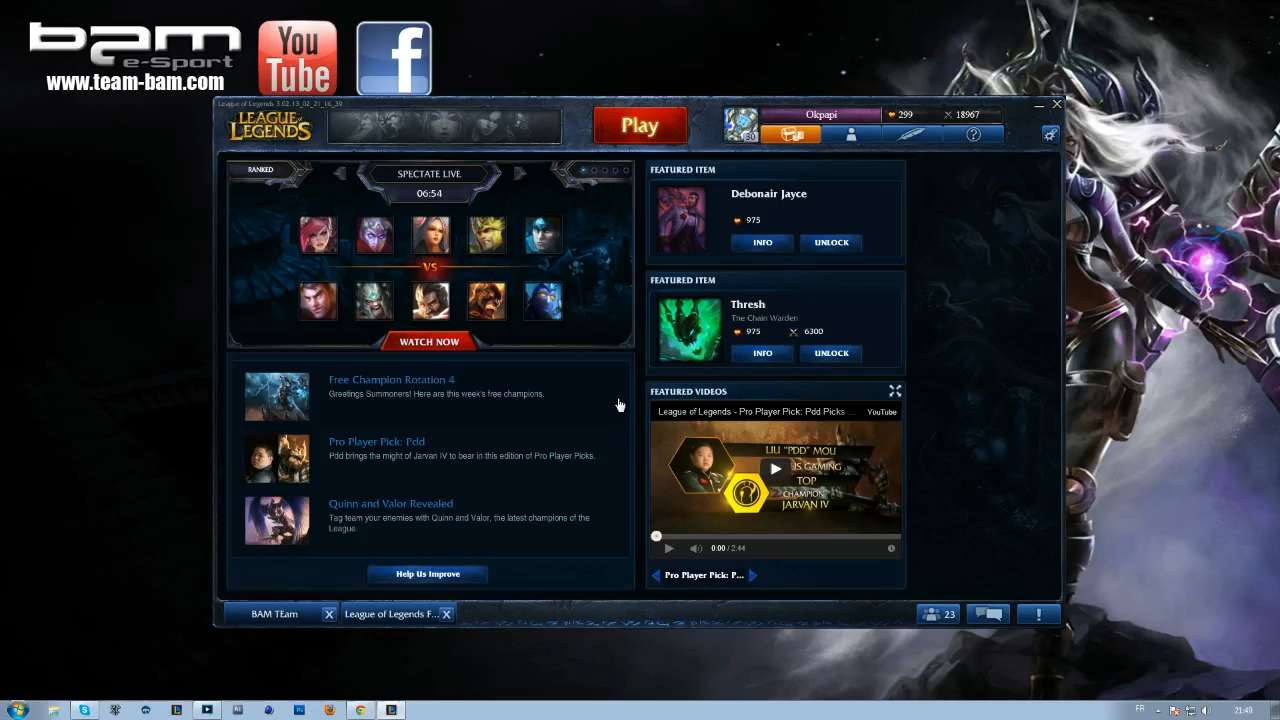 bam
e-Sport
www.team-bam.com
You
Tube
f
League of Legends 3.02.13_02_21_16_39
LEAGUE OF
LEGENDS
Play
30
Okpapi
299
18967
?
RANKED
SPECTATE LIVE
06:54
VS
WATCH NOW
Free Champion Rotation 4
Greetings Summoners! Here are this week's free champions.
Pro Player Pick: Pdd
Pdd brings the might of Jarvan IV to bear in this edition of Pro Player Picks.
Quinn and Valor Revealed
Tag team your enemies with Quinn and Valor, the latest champions of the
League.
Help Us Improve
FEATURED ITEM
Debonair Jayce
975
INFO
UNLOCK
FEATURED ITEM
Thresh
The Chain Warden
975
6300
INFO
UNLOCK
FEATURED VIDEOS
League of Legends - Pro Player Pick: Pdd Picks ...
YouTube
LIU "PDD" MOU
US GAMING
TOP
CHAMPION
JARVAN IV
0:00 / 2:44
Pro Player Pick: P...
BAM TEam
X
League of Legends F...
X
23
!
FR
21:49